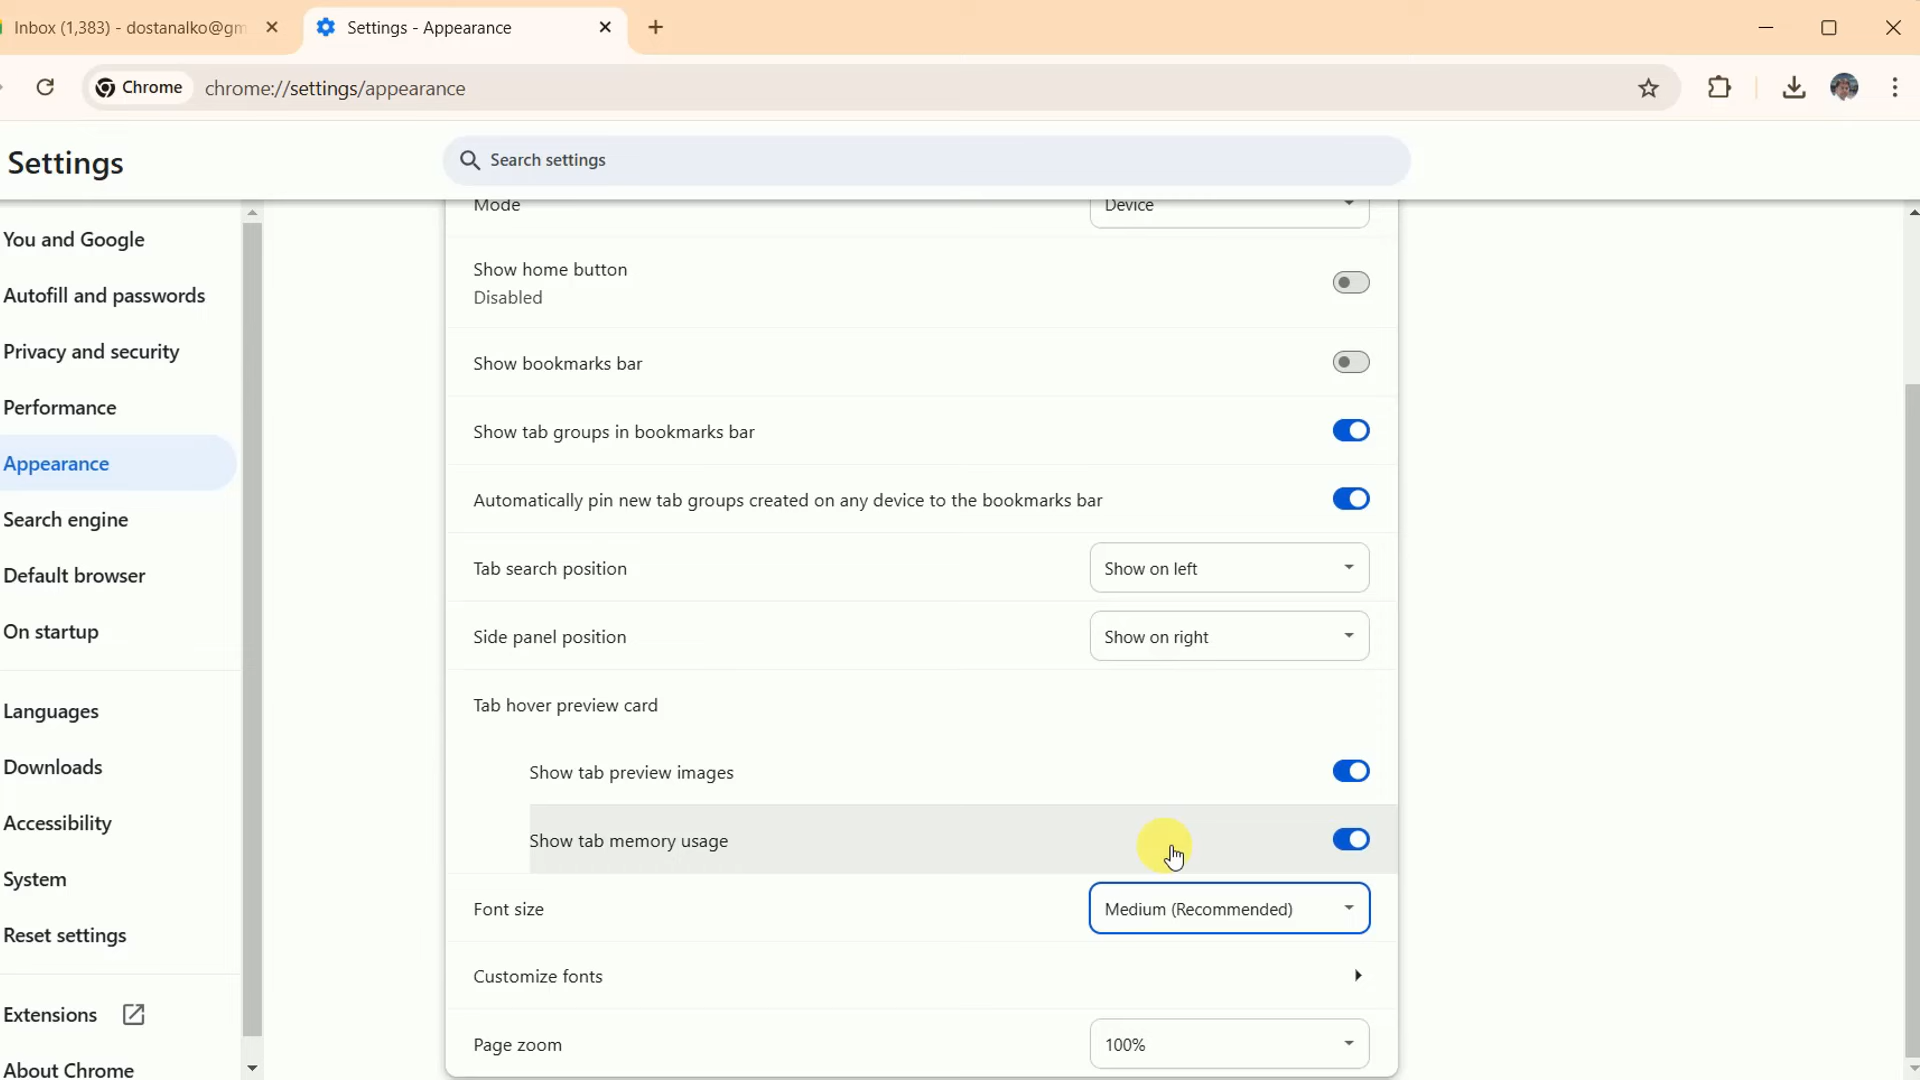 Inbox (1,383) - dostanalko@gm
Settings - Appearance
Chrome
chrome://settings/appearance
Settings
Search settings
You and Google
Autofill and passwords
Privacy and security
Performance
Appearance
Search engine
Default browser
On startup
Languages
Downloads
Accessibility
System
Reset settings
Extensions
About Chrome
Mode
Device
Show home button
Disabled
Show bookmarks bar
Show tab groups in bookmarks bar
Automatically pin new tab groups created on any device to the bookmarks bar
Tab search position
Show on left
Side panel position
Show on right
Tab hover preview card
Show tab preview images
Show tab memory usage
Font size
Medium (Recommended)
Customize fonts
Page zoom
100%